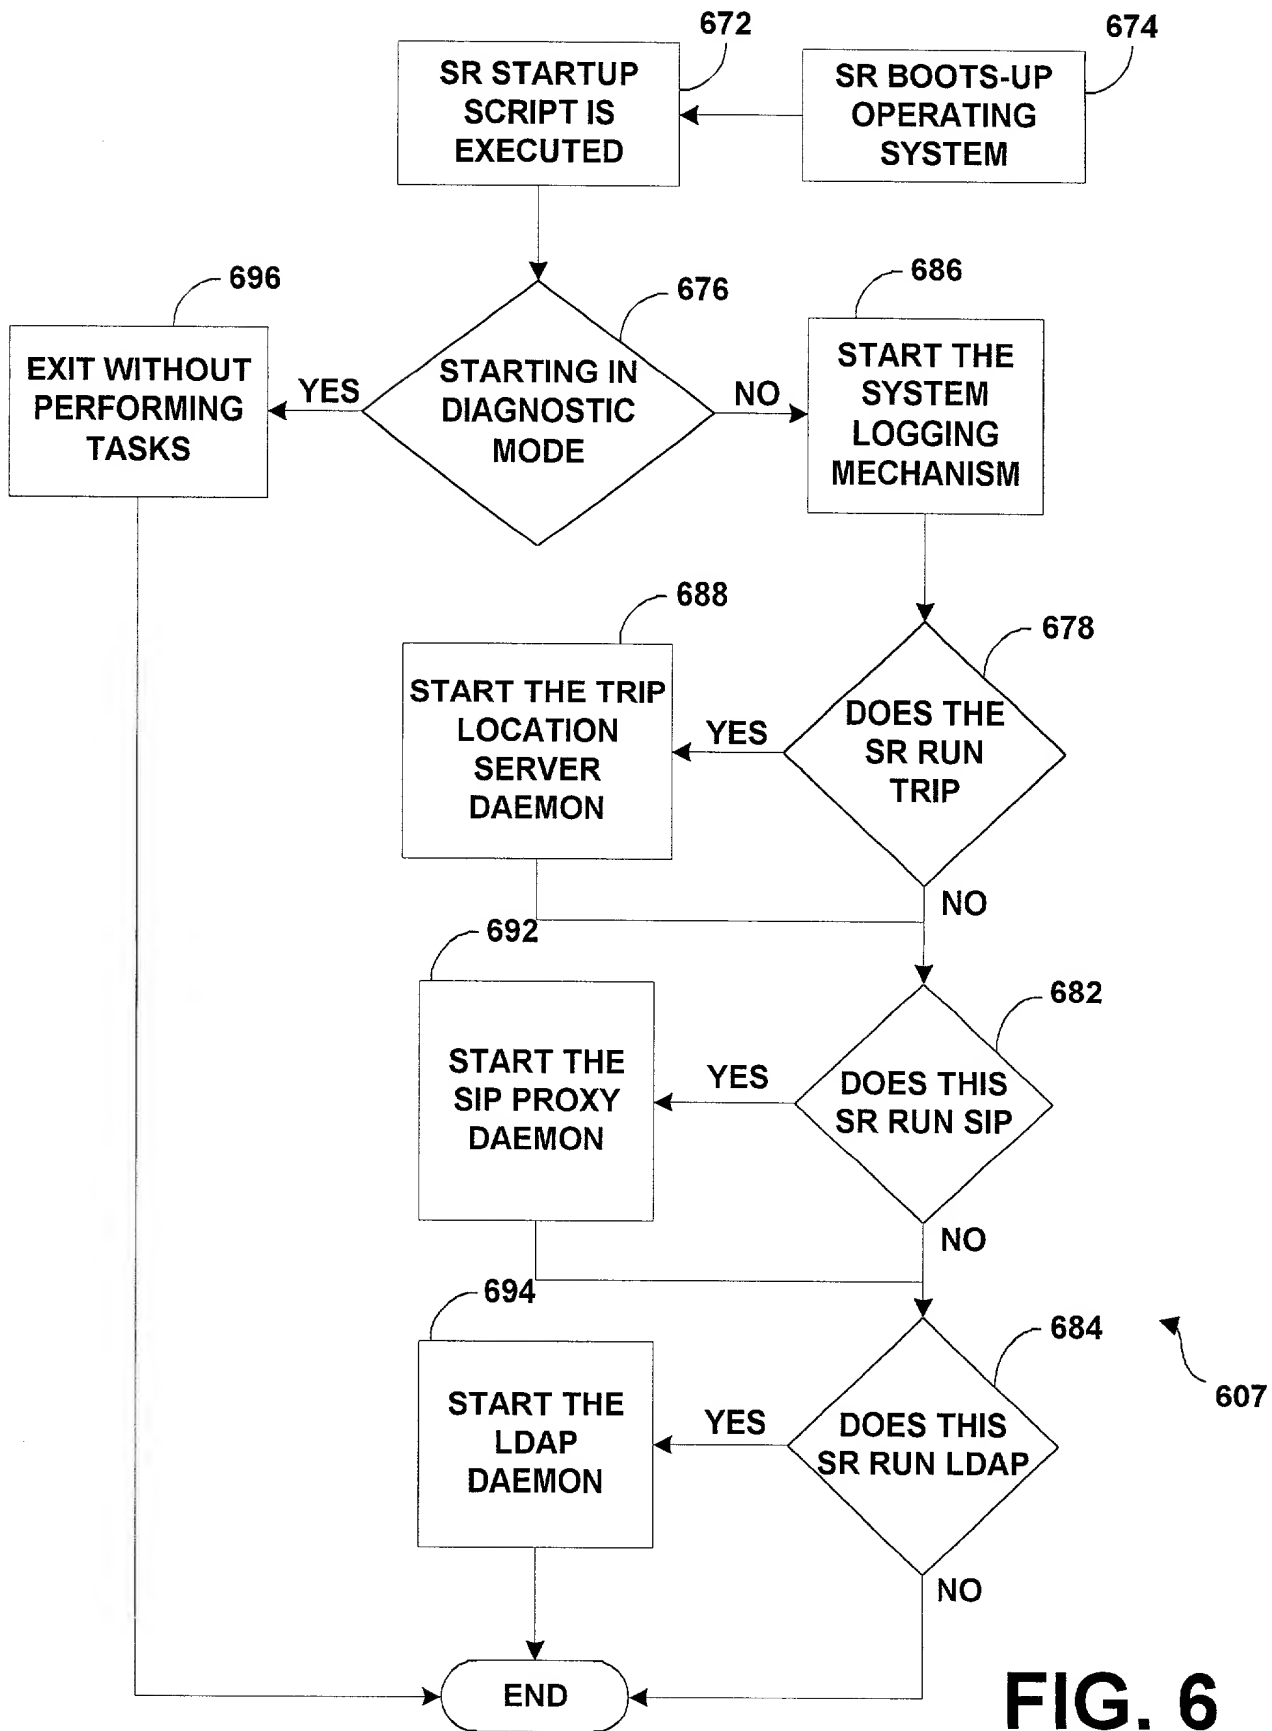 672
674
SR STARTUP
SCRIPT IS
EXECUTED
SR BOOTS-UP
OPERATING
SYSTEM
696
676
686
EXIT WITHOUT
PERFORMING
TASKS
YES
STARTING IN
DIAGNOSTIC
MODE
NO
START THE
SYSTEM
LOGGING
MECHANISM
688
678
START THE TRIP
LOCATION
SERVER
DAEMON
YES
DOES THE
SR RUN
TRIP
NO
692
682
START THE
SIP PROXY
DAEMON
YES
DOES THIS
SR RUN SIP
NO
694
684
607
START THE
LDAP
DAEMON
YES
DOES THIS
SR RUN LDAP
NO
END
FIG. 6